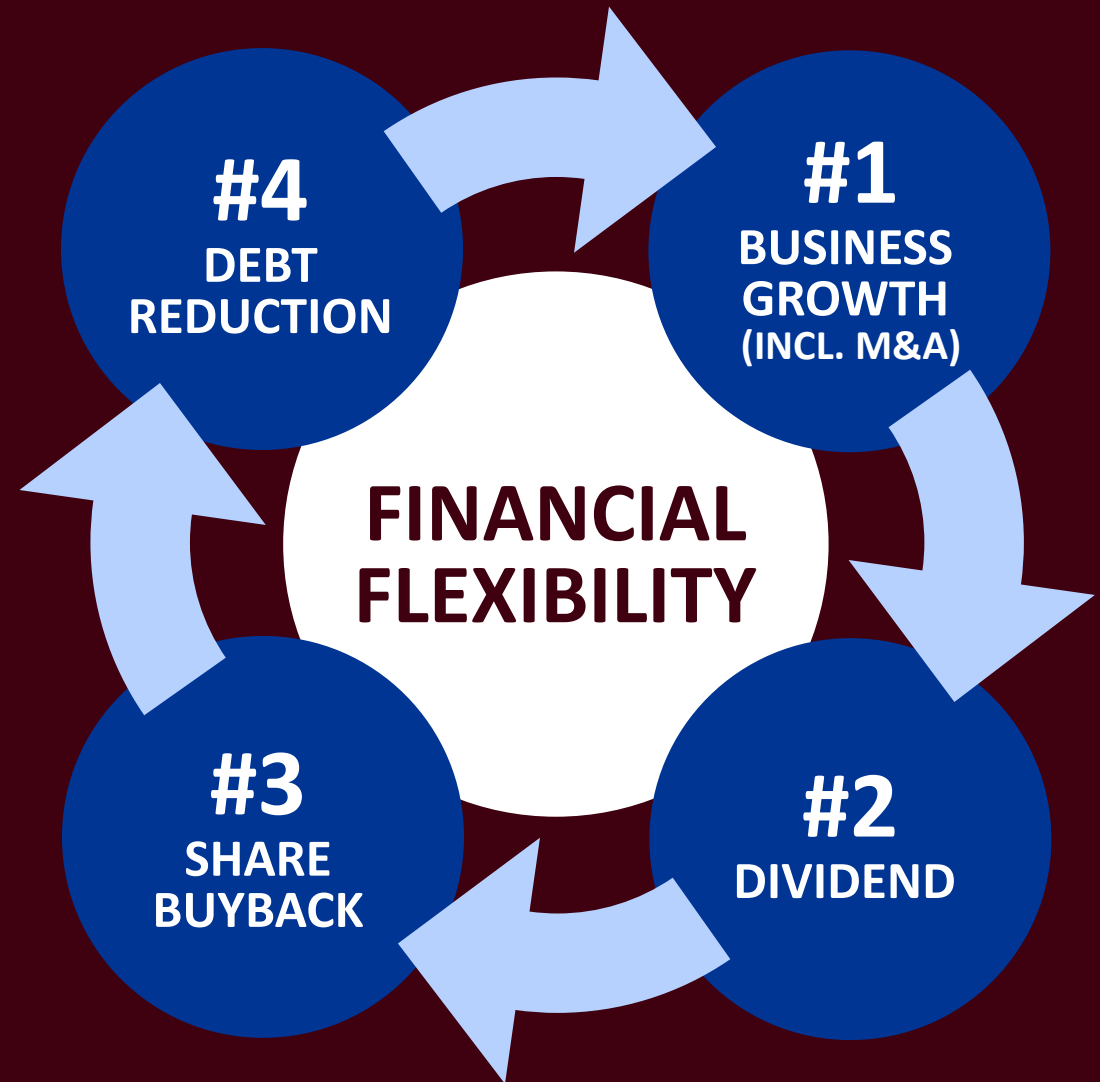 #1
BUSINESS
GROWTH
(INCL. M&A)
#2
DIVIDEND
#3
SHARE
BUYBACK
#4
DEBT
REDUCTION
FINANCIAL
FLEXIBILITY